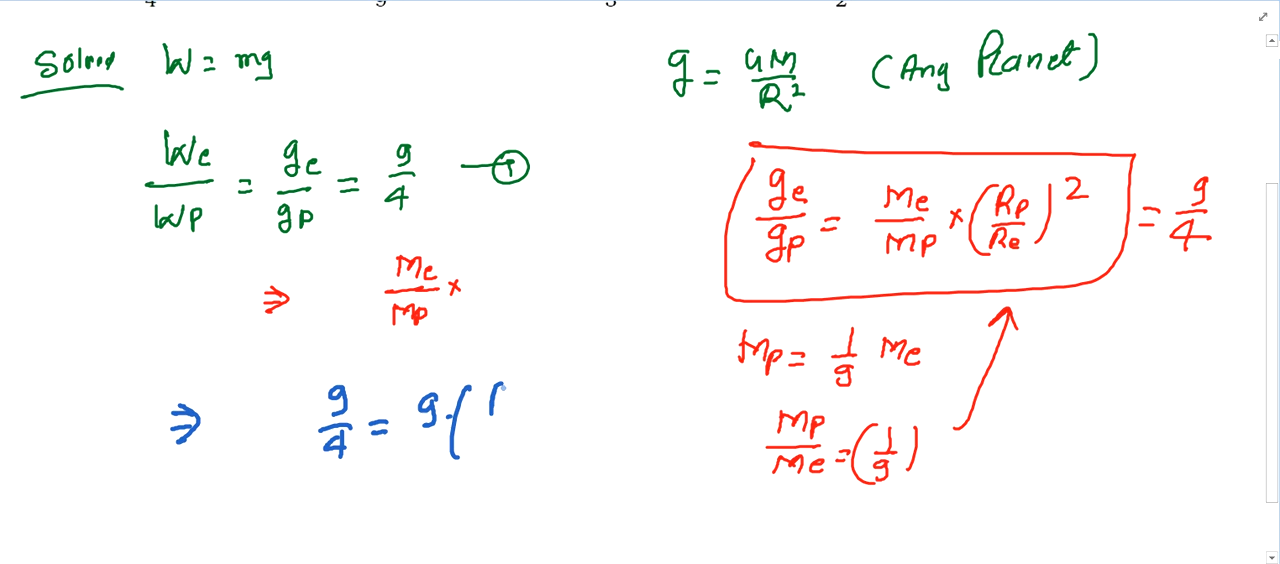 W = mg
g = GM/R² (Any Planet)
We/Wp = ge/gp = 9/4 — ①
ge/gp = Me/Mp × (Rp/Re)² = 9/4
⇒ Me/Mp ×
Mp = 1/9 Me
⇒ 9/4 = 9·(
Mp/Me = (1/9)